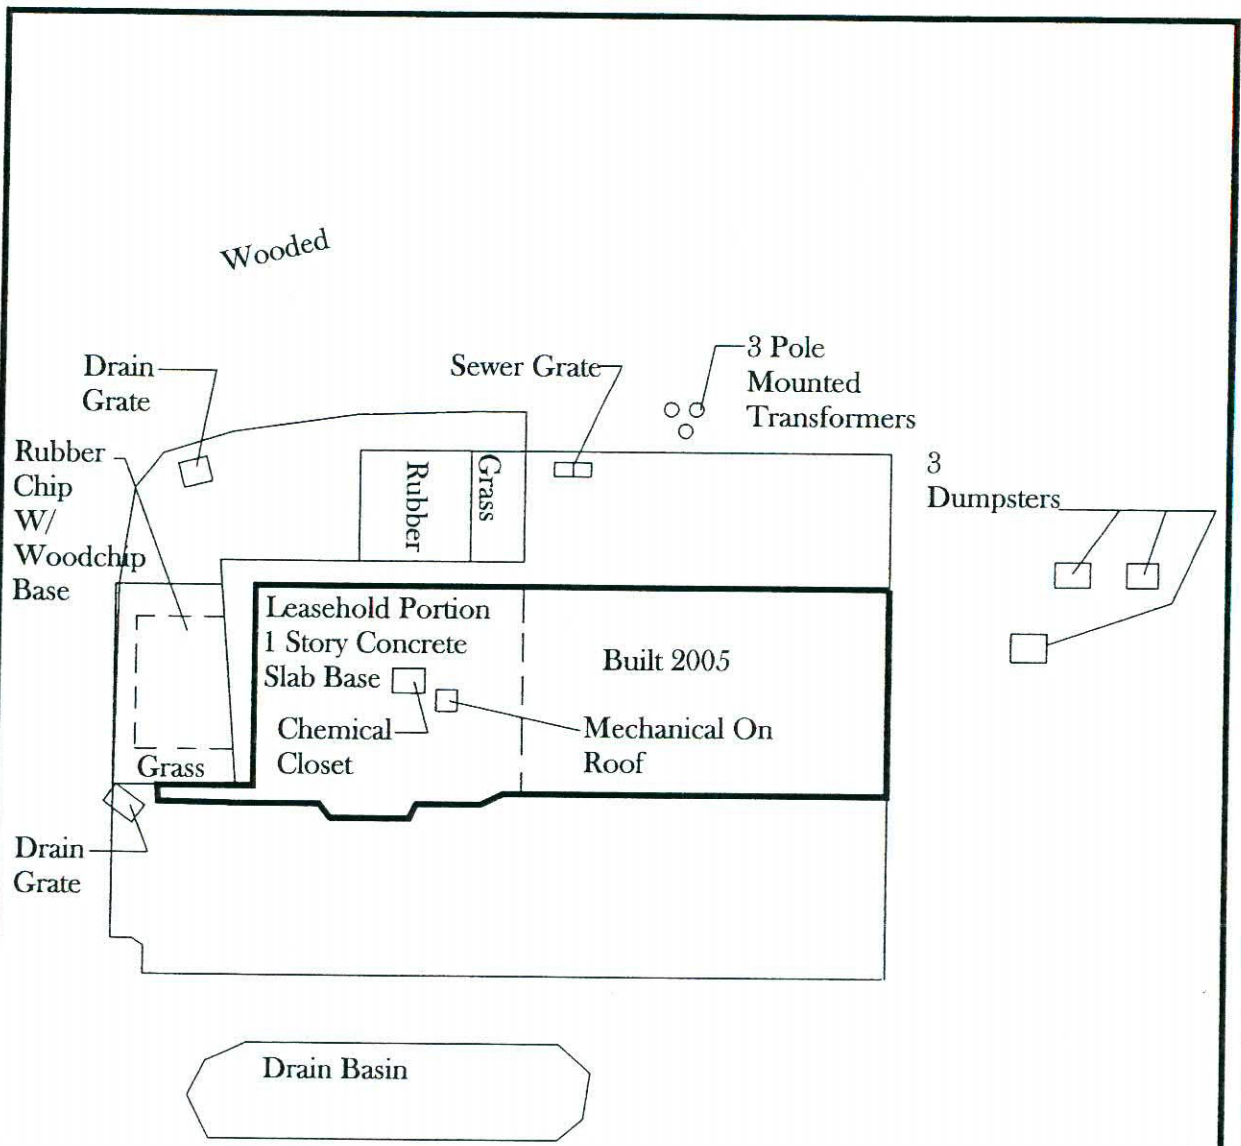 Wooded
Drain
Grate
Sewer Grate
3 Pole
Mounted
Transformers
Rubber
Chip
W/
Woodchip
Base
Rubber
Grass
3
Dumpsters
Leasehold Portion
1 Story Concrete
Slab Base
Built 2005
Chemical
Closet
Mechanical On
Roof
Grass
Drain
Grate
Drain Basin